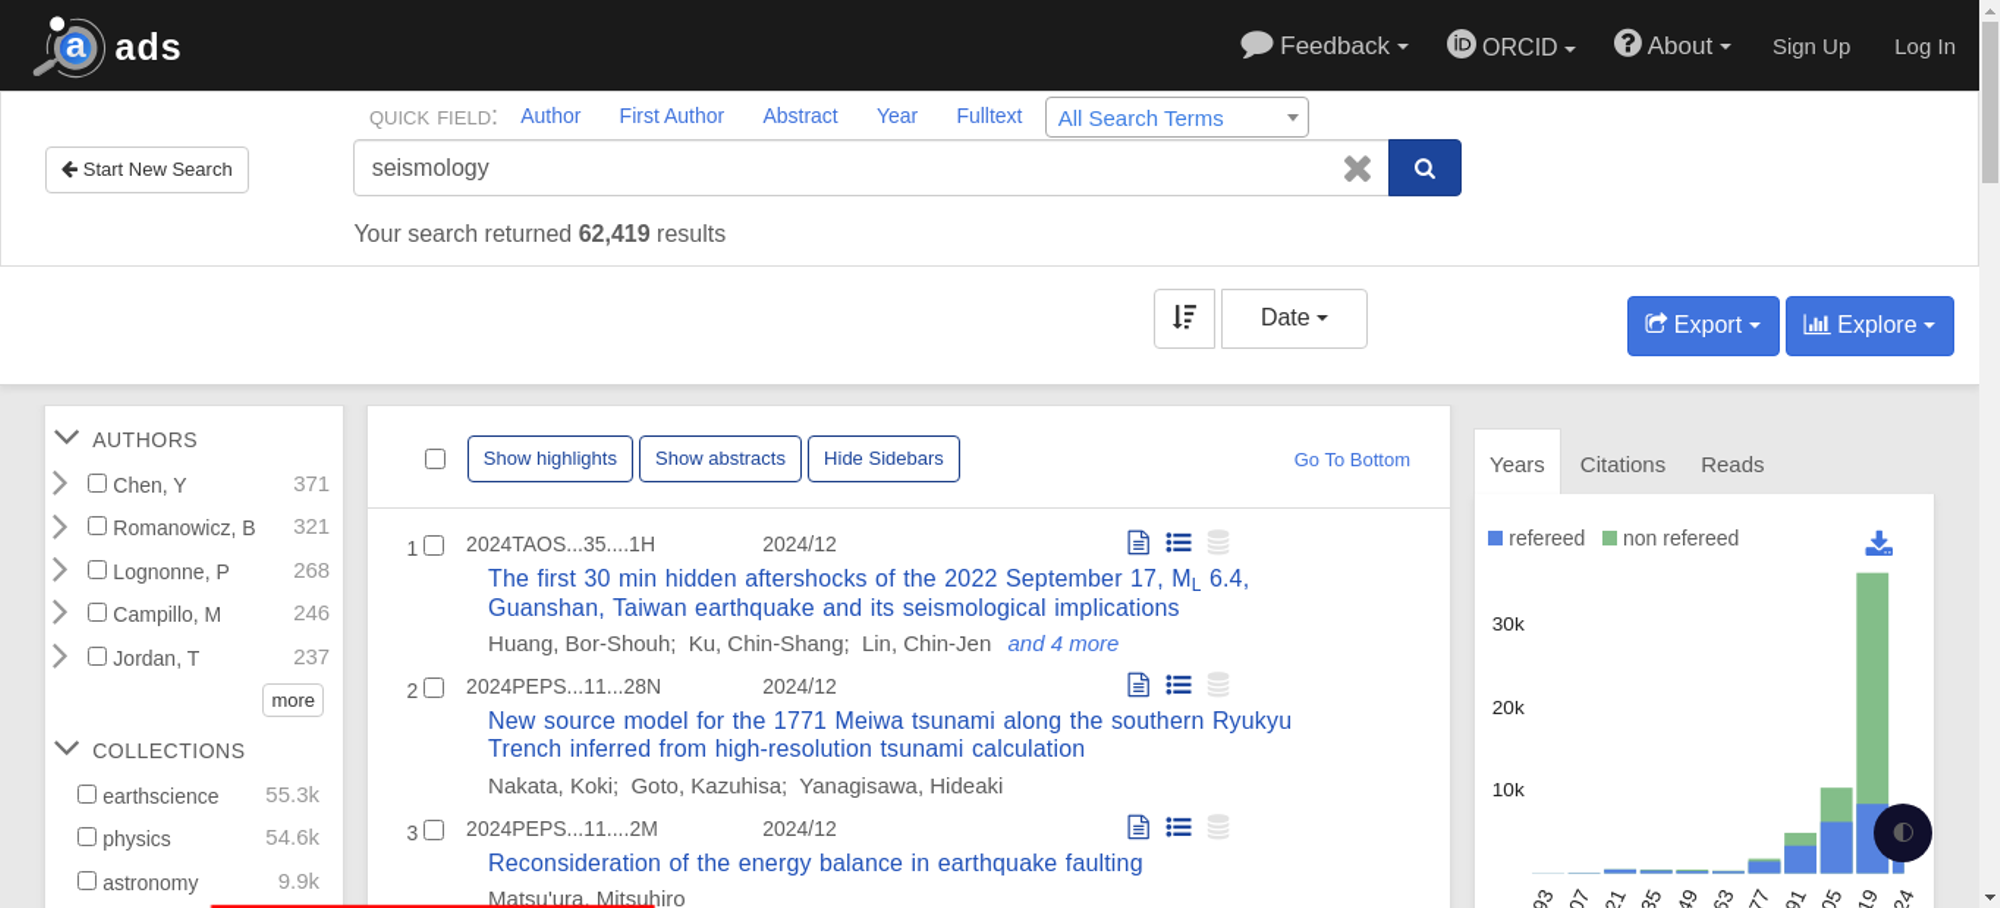 a ads
Feedback
ORCID
About
Sign Up
Log In
QUICK FIELD:
Author
First Author
Abstract
Year
Fulltext
All Search Terms
Start New Search
seismology
Your search returned 62,419 results
Date
Export
Explore
AUTHORS
Chen, Y 371
Romanowicz, B 321
Lognonne, P 268
Campillo, M 246
Jordan, T 237
more
COLLECTIONS
earthscience 55.3k
physics 54.6k
astronomy 9.9k
Show highlights
Show abstracts
Hide Sidebars
Go To Bottom
1 2024TAOS...35....1H 2024/12
The first 30 min hidden aftershocks of the 2022 September 17, ML 6.4,
Guanshan, Taiwan earthquake and its seismological implications
Huang, Bor-Shouh; Ku, Chin-Shang; Lin, Chin-Jen and 4 more
2 2024PEPS...11...28N 2024/12
New source model for the 1771 Meiwa tsunami along the southern Ryukyu
Trench inferred from high-resolution tsunami calculation
Nakata, Koki; Goto, Kazuhisa; Yanagisawa, Hideaki
3 2024PEPS...11....2M 2024/12
Reconsideration of the energy balance in earthquake faulting
Matsu'ura, Mitsuhiro
Years
Citations
Reads
refereed
non refereed
30k
20k
10k
93 07 21 35 49 63 77 91 05 19 24